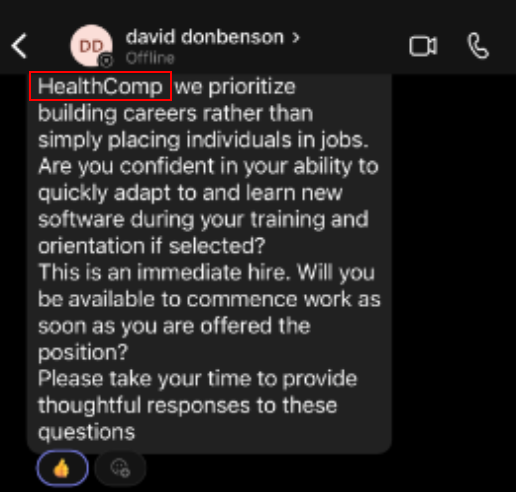 david donbenson >
DD
Offline
HealthComp we prioritize
building careers rather than
simply placing individuals in jobs.
Are you confident in your ability to
quickly adapt to and learn new
software during your training and
orientation if selected?
This is an immediate hire. Will you
be available to commence work as
soon as you are offered the
position?
Please take your time to provide
thoughtful responses to these
questions